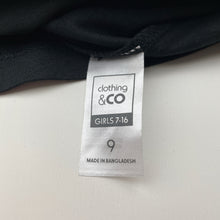 clothing
&CO
GIRLS 7-16
9
MADE IN BANGLADESH